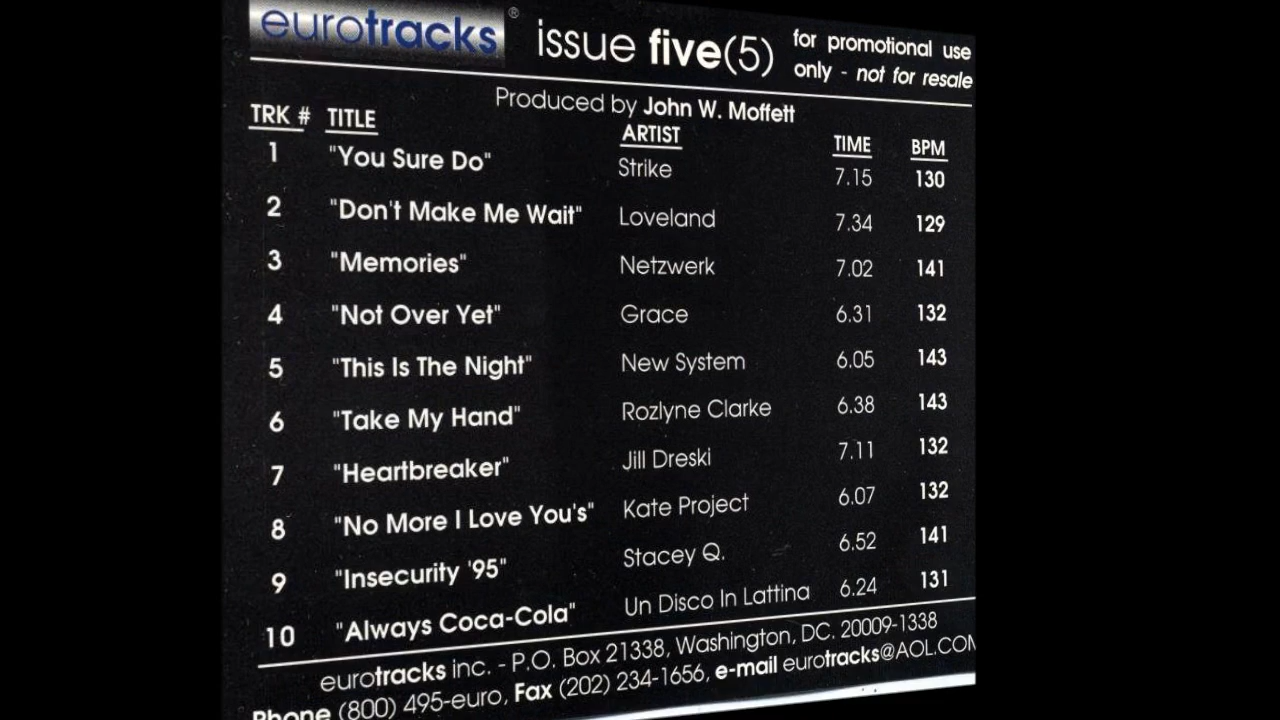 eurotracks® issue five(5) for promotional use
only - not for resale
Produced by John W. Moffett
TRK # TITLE ARTIST TIME BPM
1 "You Sure Do" Strike 7.15 130
2 "Don't Make Me Wait" Loveland 7.34 129
3 "Memories" Netzwerk 7.02 141
4 "Not Over Yet" Grace 6.31 132
5 "This Is The Night" New System 6.05 143
6 "Take My Hand" Rozlyne Clarke 6.38 143
7 "Heartbreaker" Jill Dreski 7.11 132
8 "No More I Love You's" Kate Project 6.07 132
9 "Insecurity '95" Stacey Q. 6.52 141
10 "Always Coca-Cola" Un Disco In Lattina 6.24 131
eurotracks inc. - P.O. Box 21338, Washington, DC. 20009-1338
Phone (800) 495-euro, Fax (202) 234-1656, e-mail eurotracks@AOL.COM